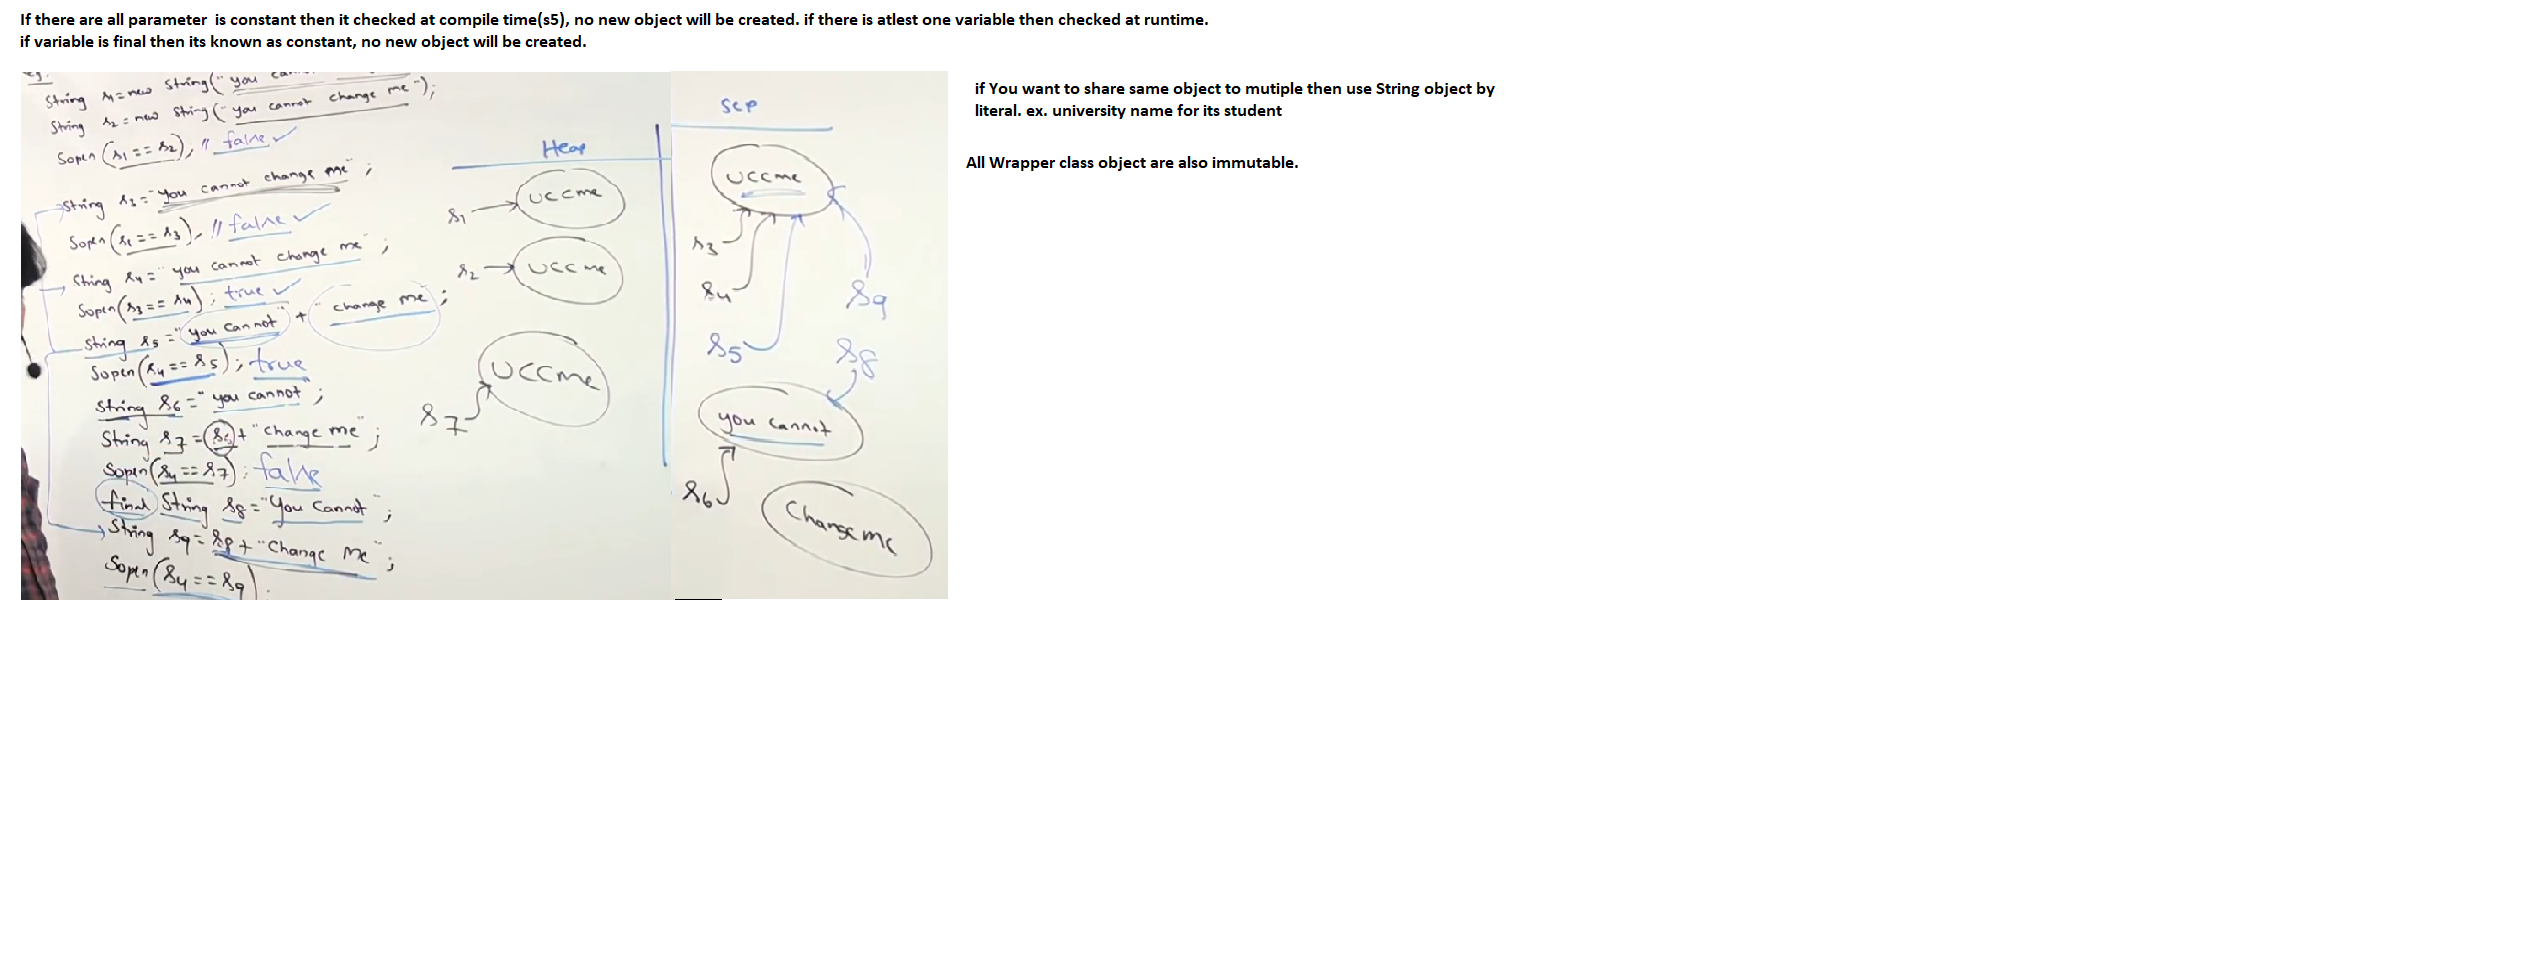 If there are all parameter is constant then it checked at compile time(s5), no new object will be created. if there is atlest one variable then checked at runtime.
if variable is final then its known as constant, no new object will be created.
String s1 = new String("you
String s2 = new String("you cannot change me");
Sopln (s1 == s2); // false
String s3 = "you cannot change me";
Sopln (s1 == s3); // false
String s4 = "you cannot change me";
Sopln (s3 == s4); true
String s5 = "you cannot" + "change me";
Sopln (s4 == s5); true
String s6 = "you cannot";
String s7 = s6 + "change me";
Sopln (s4 == s7); false
final String s8 = "You Cannot";
String s9 = s8 + "Change Me";
Sopln (s4 == s9)
Heap
s1
UCCme
s2
UCC me
UCCme
s7
SCP
UCCme
s3
s4
s9
s5
s8
you cannot
s6
Change me
if You want to share same object to mutiple then use String object by
literal. ex. university name for its student
All Wrapper class object are also immutable.